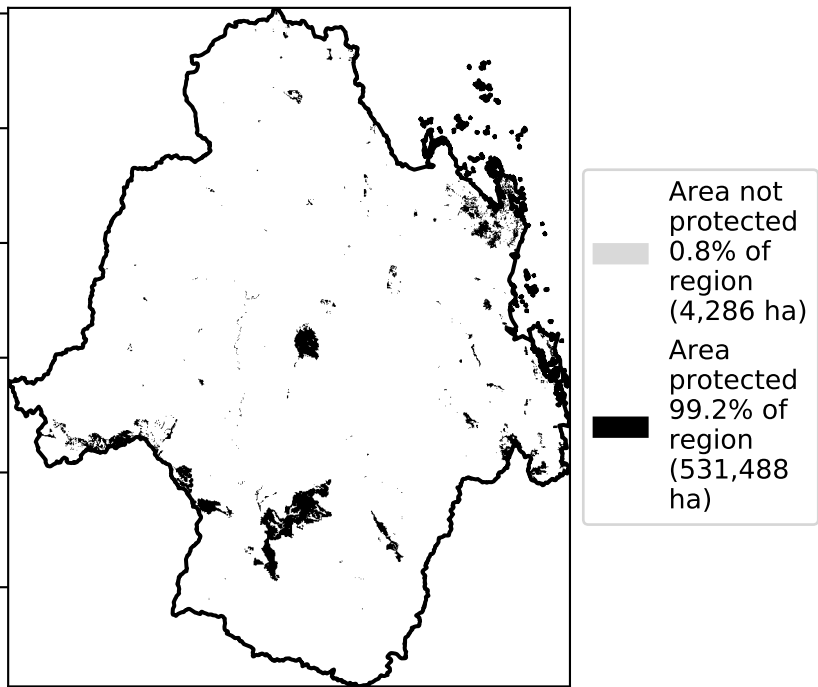 Area not
protected
0.8% of
region
(4,286 ha)
Area
protected
99.2% of
region
(531,488
ha)